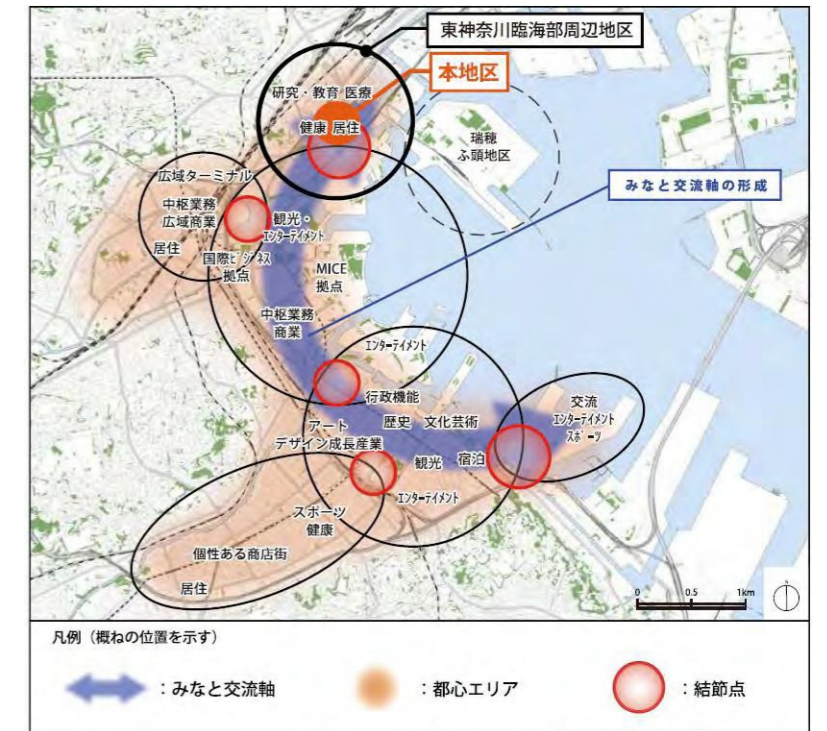 東神奈川臨海部周辺地区
本地区
研究・教育 医療
健康 居住
瑞穂
ふ頭地区
みなと交流軸の形成
広域ターミナル
中枢業務
広域商業
居住
観光・
エンターテイメント
国際ビジネス
拠点
MICE
拠点
中枢業務
商業
エンターテイメント
行政機能
アート
デザイン成長産業
歴史 文化芸術
交流
エンターテイメント
スポーツ
観光 宿泊
エンターテイメント
スポーツ
健康
個性ある商店街
居住
0 0.5 1km
凡例（概ねの位置を示す）
：みなと交流軸
：都心エリア
：結節点